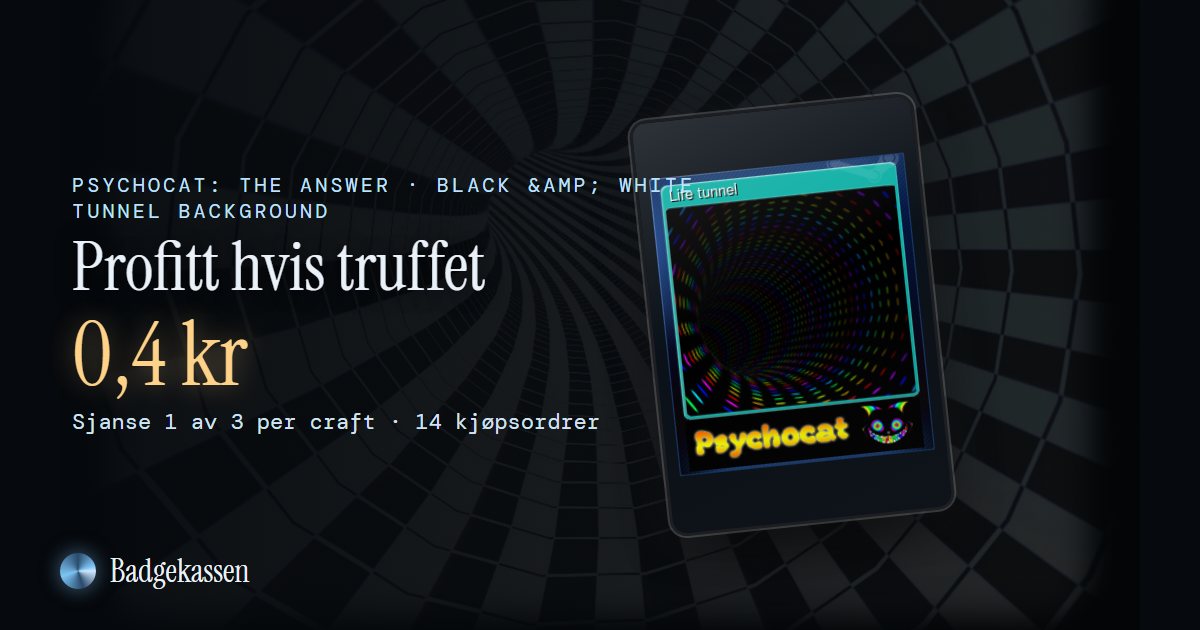 PSYCHOCAT: THE ANSWER · BLACK &AMP; WHITE
TUNNEL BACKGROUND
Profitt hvis truffet
0,4 kr
Sjanse 1 av 3 per craft · 14 kjøpsordrer
Life tunnel
Psychocat
Badgekassen